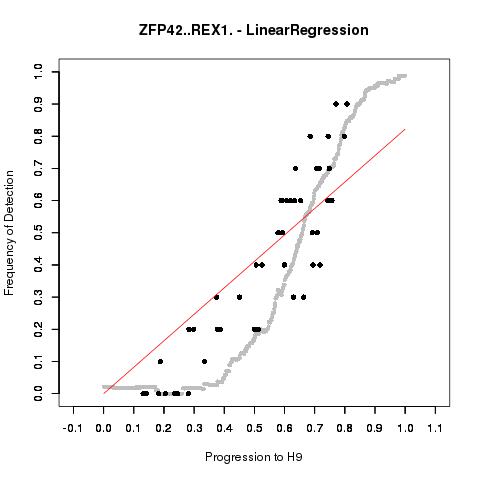 ZFP42..REX1. - LinearRegression
1.0
0.9
0.8
0.7
0.6
0.5
0.4
0.3
0.2
0.1
0.0
Frequency of Detection
-0.1 0.0 0.1 0.2 0.3 0.4 0.5 0.6 0.7 0.8 0.9 1.0 1.1
Progression to H9